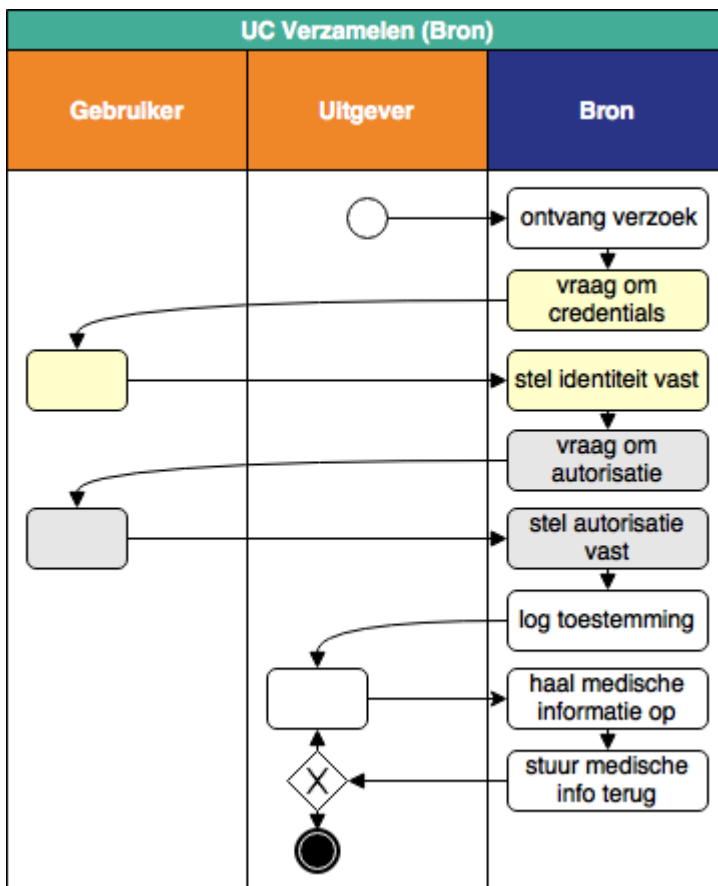 UC Verzamelen (Bron)
Gebruiker
Uitgever
Bron
ontvang verzoek
vraag om
credentials
stel identiteit vast
vraag om
autorisatie
stel autorisatie
vast
log toestemming
haal medische
informatie op
stuur medische
info terug
X